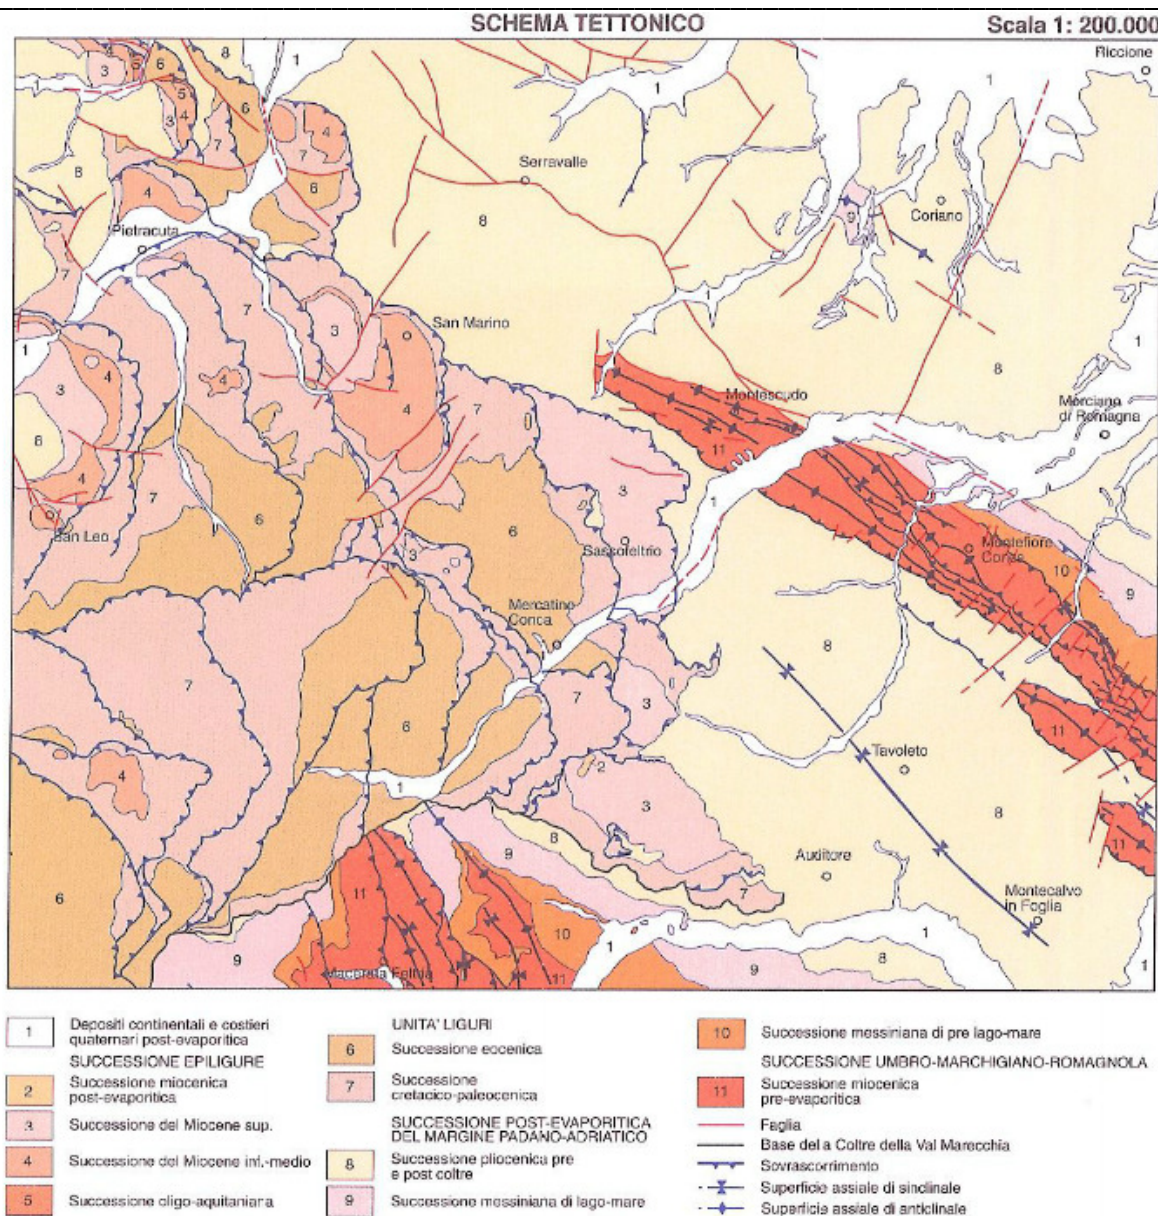 SCHEMA TETTONICO
Scala 1: 200.000
Riccione
Serravalle
Coriano
Pietracuta
San Marino
Montescudo
Morciano
di Romagna
San Leo
Sassofeltrio
Montefiore
Conca
Mercatino
Conca
Tavoleto
Auditore
Montecalvo
in Foglia
Macerata Feltria
1 Depositi continentali e costieri
quaternari post-evaporitica
SUCCESSIONE EPILIGURE
2 Successione miocenica
post-evaporitica
3 Successione del Miocene sup.
4 Successione del Miocene inf.-medio
5 Successione oligo-aquitaniana
UNITA' LIGURI
6 Successione eocenica
7 Successione
cretacico-paleocenica
SUCCESSIONE POST-EVAPORITICA
DEL MARGINE PADANO-ADRIATICO
8 Successione pliocenica pre
e post coltre
9 Successione messiniana di lago-mare
10 Successione messiniana di pre lago-mare
SUCCESSIONE UMBRO-MARCHIGIANO-ROMAGNOLA
11 Successione miocenica
pre-evaporitica
Faglia
Base della Coltre della Val Marecchia
Sovrascorrimento
Superficie assiale di sinclinale
Superficie assiale di anticlinale